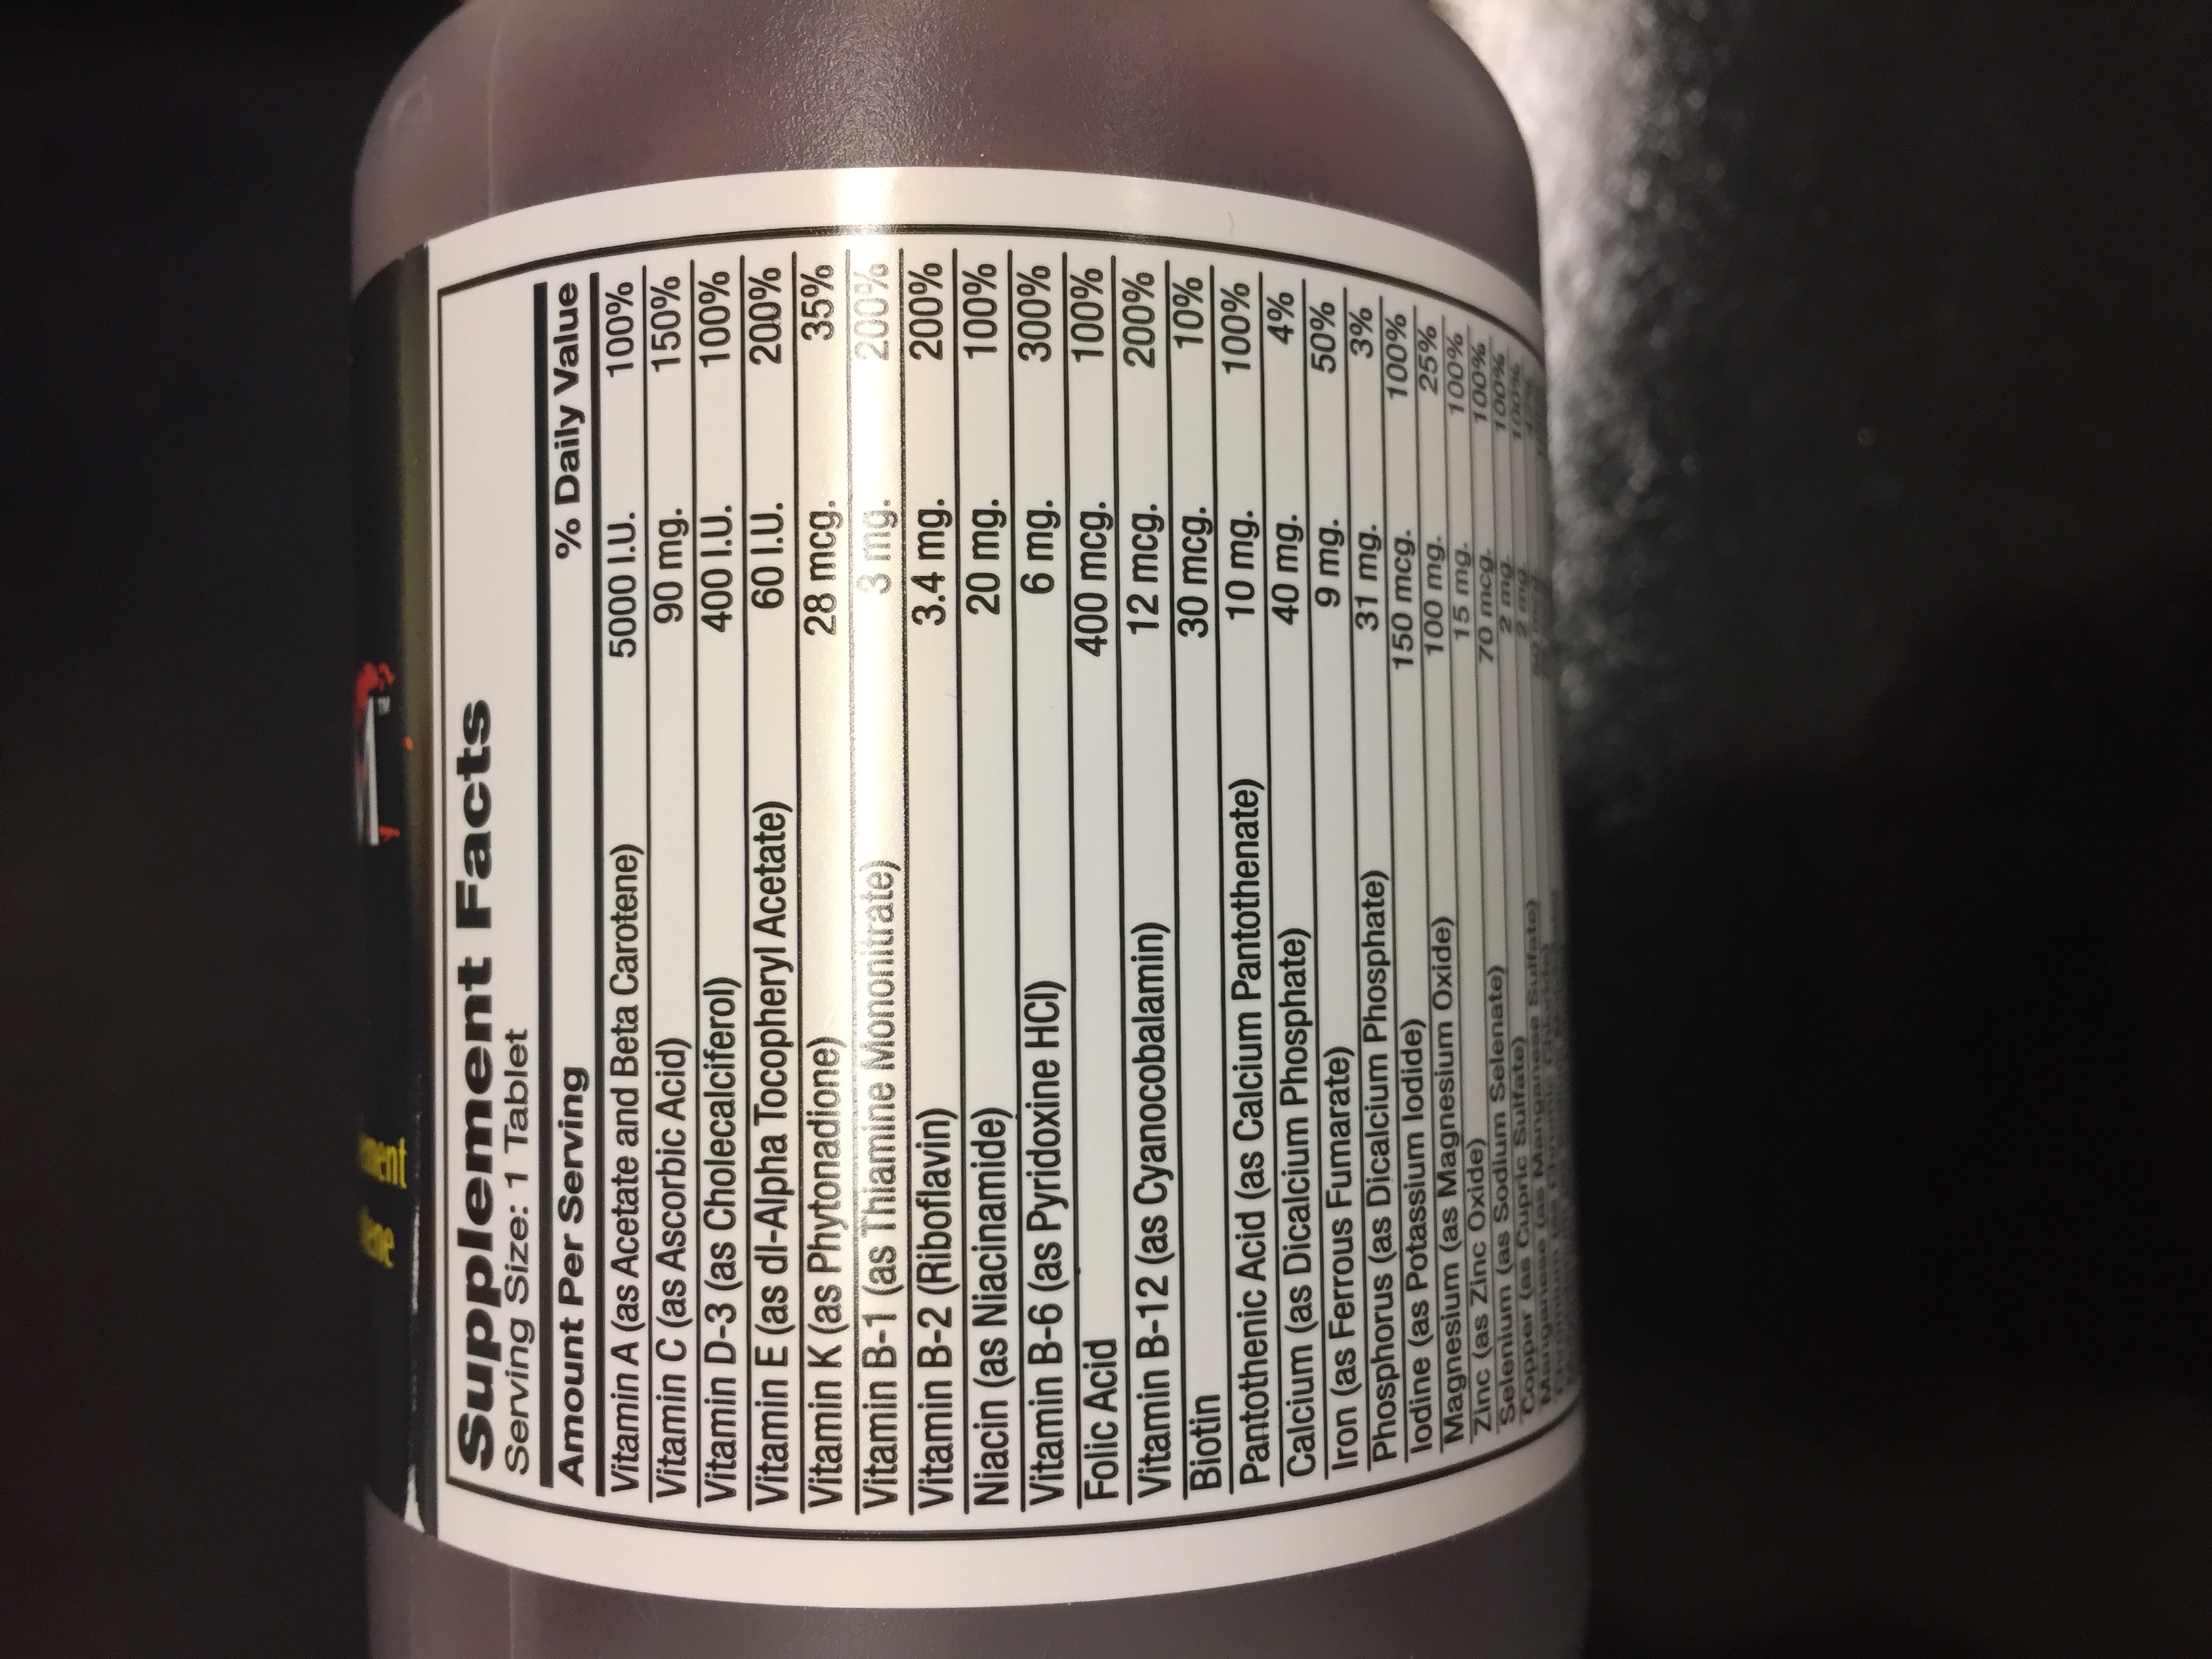 Supplement Facts
Serving Size: 1 Tablet
Amount Per Serving % Daily Value
Vitamin A (as Acetate and Beta Carotene) 5000 I.U. 100%
Vitamin C (as Ascorbic Acid) 90 mg. 150%
Vitamin D-3 (as Cholecalciferol) 400 I.U. 100%
Vitamin E (as dl-Alpha Tocopheryl Acetate) 60 I.U. 200%
Vitamin K (as Phytonadione) 28 mcg. 35%
Vitamin B-1 (as Thiamine Mononitrate) 3 mg. 200%
Vitamin B-2 (Riboflavin) 3.4 mg. 200%
Niacin (as Niacinamide) 20 mg. 100%
Vitamin B-6 (as Pyridoxine HCl) 6 mg. 300%
Folic Acid 400 mcg. 100%
Vitamin B-12 (as Cyanocobalamin) 12 mcg. 200%
Biotin 30 mcg. 10%
Pantothenic Acid (as Calcium Pantothenate) 10 mg. 100%
Calcium (as Dicalcium Phosphate) 40 mg. 4%
Iron (as Ferrous Fumarate) 9 mg. 50%
Phosphorus (as Dicalcium Phosphate) 31 mg. 3%
Iodine (as Potassium Iodide) 150 mcg. 100%
Magnesium (as Magnesium Oxide) 100 mg. 25%
Zinc (as Zinc Oxide) 15 mg. 100%
Selenium (as Sodium Selenate) 70 mcg. 100%
Copper (as Cupric Sulfate) 2 mg. 100%
Manganese (as Manganese Sulfate) 2 mg. 100%